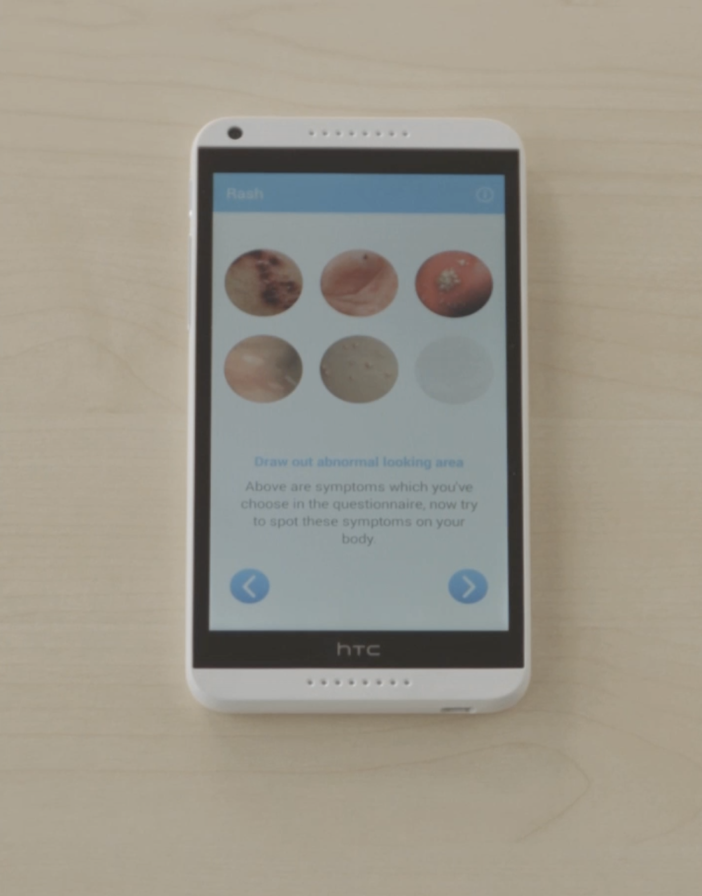 Rash
Draw out abnormal looking area
Above are symptoms which you've
choose in the questionnaire, now try
to spot these symptoms on your
body.
hTC